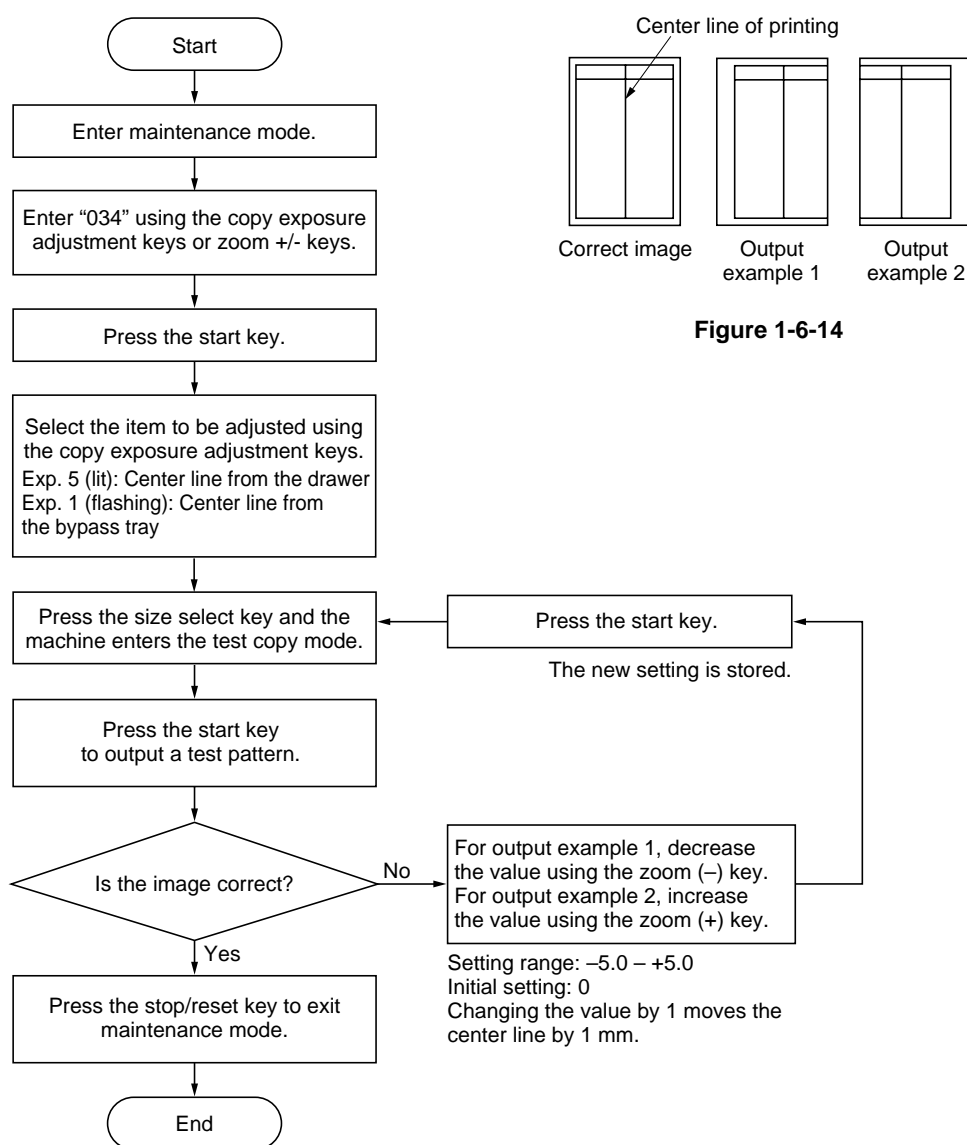 Start
Enter maintenance mode.
Enter “034” using the copy exposure
adjustment keys or zoom +/- keys.
Press the start key.
Select the item to be adjusted using
the copy exposure adjustment keys.
Exp. 5 (lit): Center line from the drawer
Exp. 1 (flashing): Center line from
the bypass tray
Press the size select key and the
machine enters the test copy mode.
Press the start key
to output a test pattern.
Is the image correct?
No
Yes
Press the stop/reset key to exit
maintenance mode.
End
For output example 1, decrease
the value using the zoom (–) key.
For output example 2, increase
the value using the zoom (+) key.
Setting range: –5.0 – +5.0
Initial setting: 0
Changing the value by 1 moves the
center line by 1 mm.
Press the start key.
The new setting is stored.
Center line of printing
Correct image
Output
example 1
Output
example 2
Figure 1-6-14